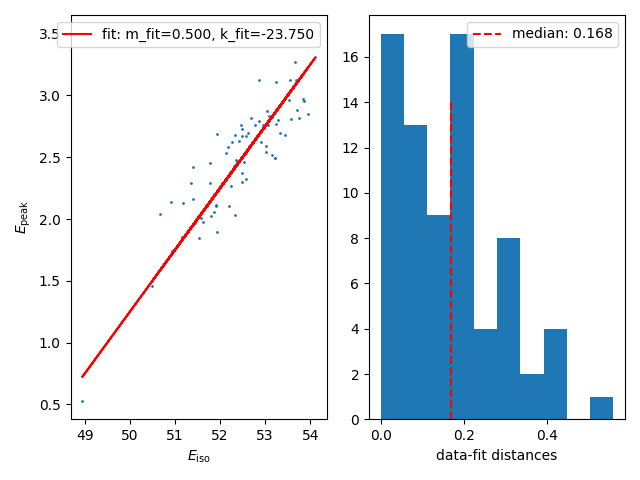 fit: m_fit=0.500, k_fit=-23.750
3.5
3.0
2.5
2.0
1.5
1.0
0.5
E_peak
49 50 51 52 53 54
E_iso
median: 0.168
16
14
12
10
8
6
4
2
0
0.0 0.2 0.4
data-fit distances